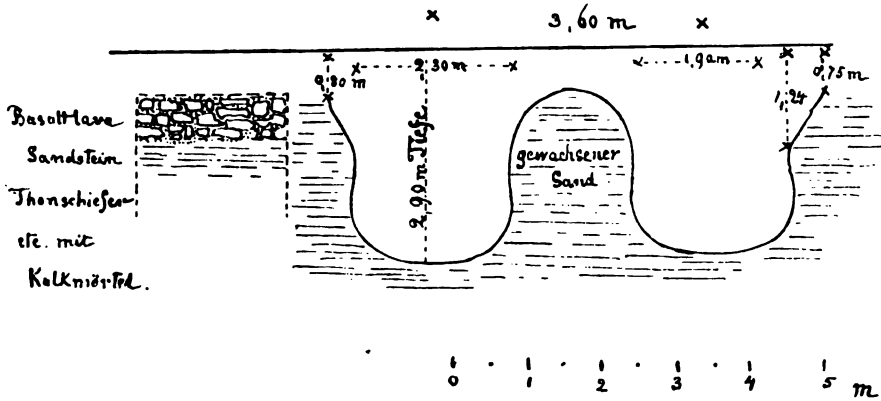 3,60 m
2,30 m
1,90 m
0,80 m
0,75 m
1,24
2,90 m Tiefe
Basaltlava
Sandstein
Thonschiefer
etc. mit
Kalkmörtel.
gewachsener
Sand
0 1 2 3 4 5 m